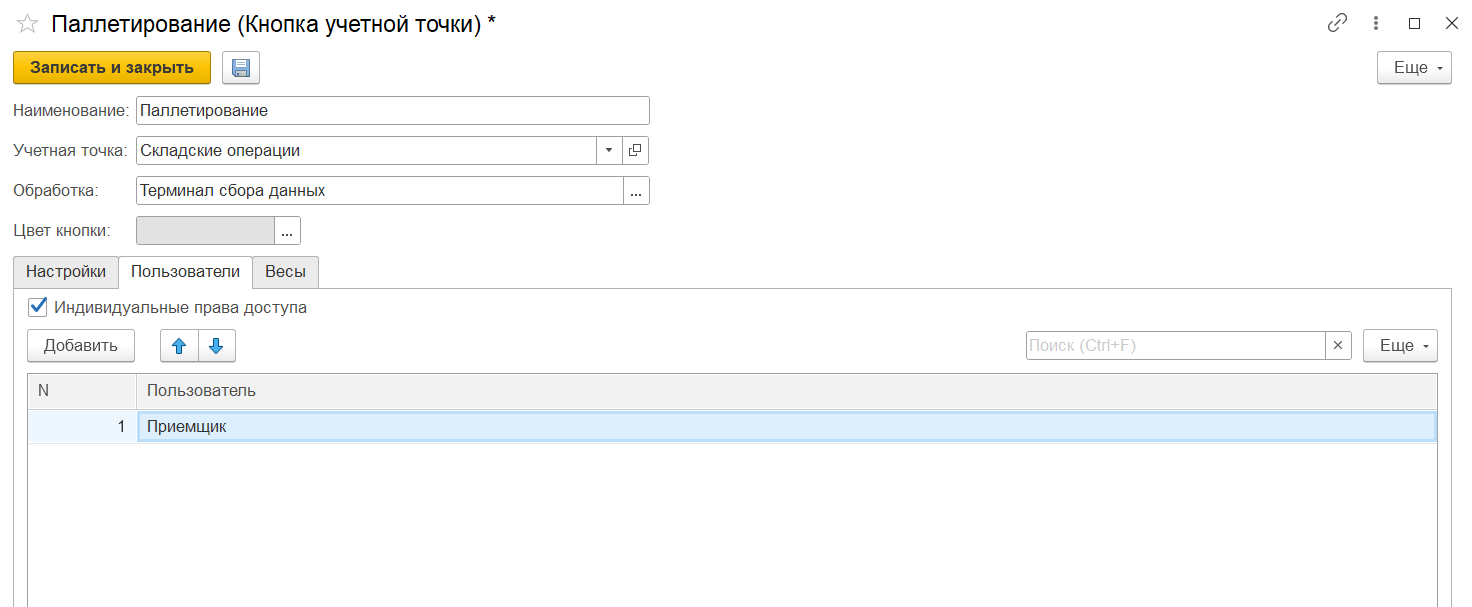 Паллетирование (Кнопка учетной точки) *
Записать и закрыть
Еще
Наименование: Паллетирование
Учетная точка: Складские операции
Обработка: Терминал сбора данных ...
Цвет кнопки: ...
Настройки Пользователи Весы
Индивидуальные права доступа
Добавить Поиск (Ctrl+F) × Еще
N Пользователь
1 Приемщик